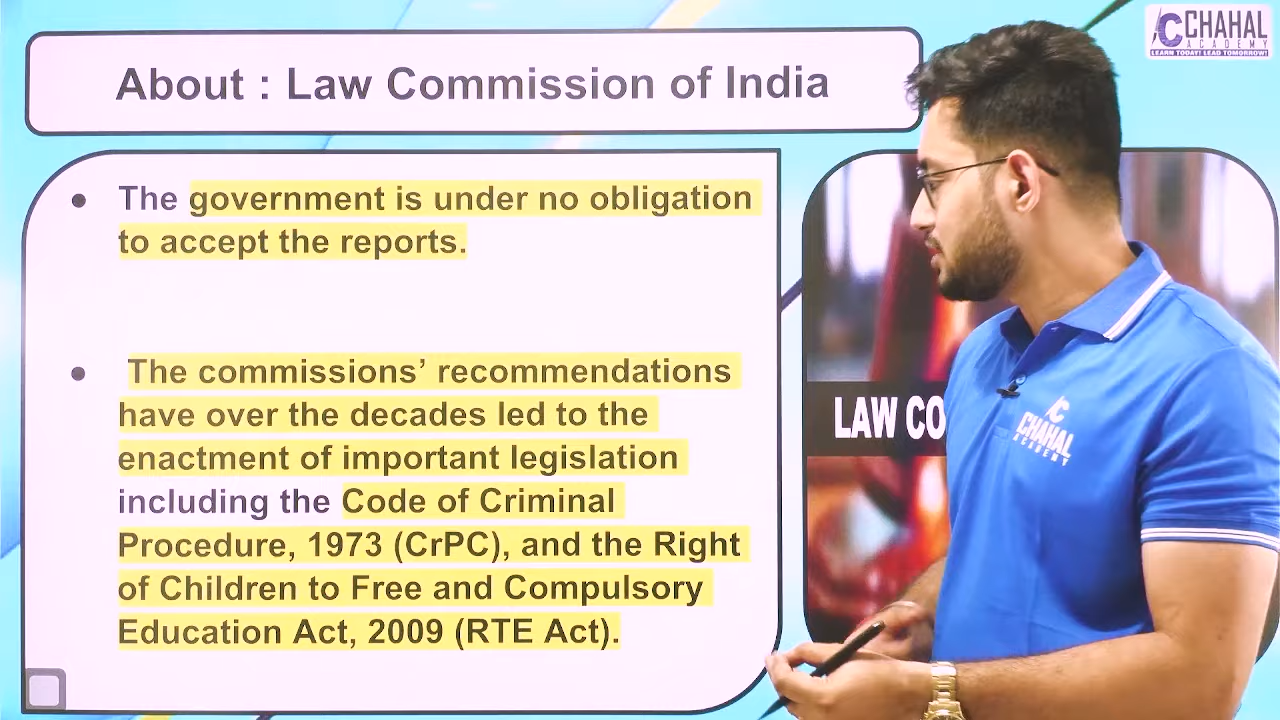 CHAHAL
ACADEMY
LEARN TODAY! LEAD TOMORROW!
About : Law Commission of India
● The government is under no obligation
to accept the reports.
● The commissions’ recommendations
have over the decades led to the
enactment of important legislation
including the Code of Criminal
Procedure, 1973 (CrPC), and the Right
of Children to Free and Compulsory
Education Act, 2009 (RTE Act).
LAW CO
CHAHAL
ACADEMY